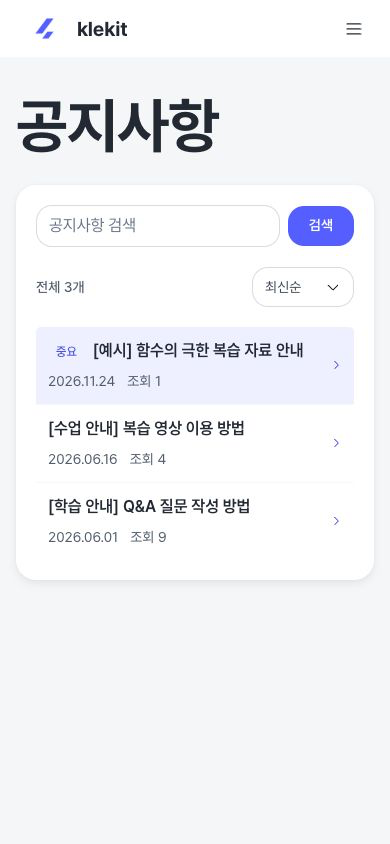 klekit
공지사항
공지사항 검색
검색
전체 3개
최신순
중요 [예시] 함수의 극한 복습 자료 안내
2026.11.24 조회 1
[수업 안내] 복습 영상 이용 방법
2026.06.16 조회 4
[학습 안내] Q&A 질문 작성 방법
2026.06.01 조회 9